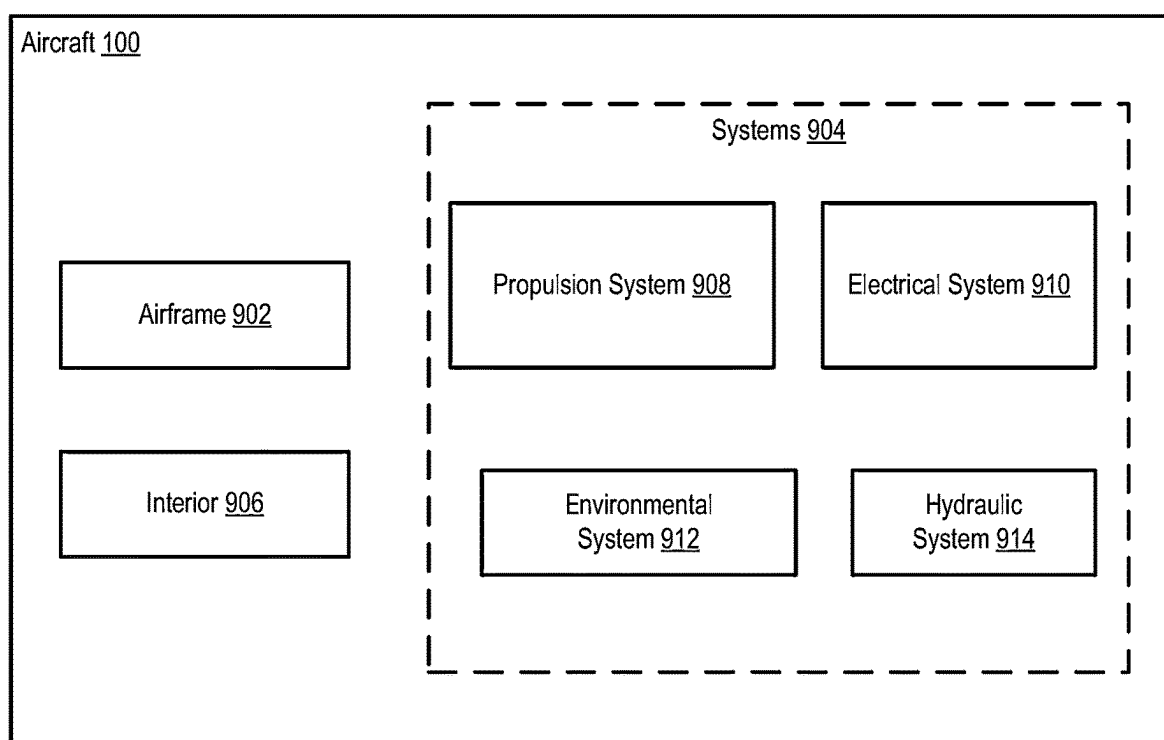 Aircraft 100
Systems 904
Propulsion System 908
Electrical System 910
Airframe 902
Interior 906
Environmental
System 912
Hydraulic
System 914